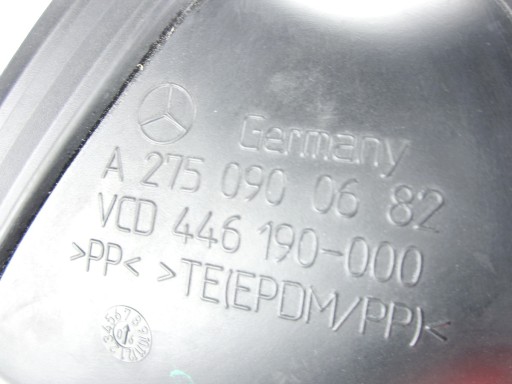 Germany
A 275 090 06 82
VCD 446 190-000
>PP< >TE(EPDM/PP)<